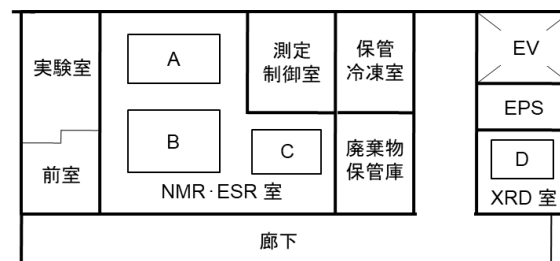 実験室
前室
A
B
C
NMR·ESR 室
測定
制御室
保管
冷凍室
廃棄物
保管庫
EV
EPS
D
XRD 室
廊下